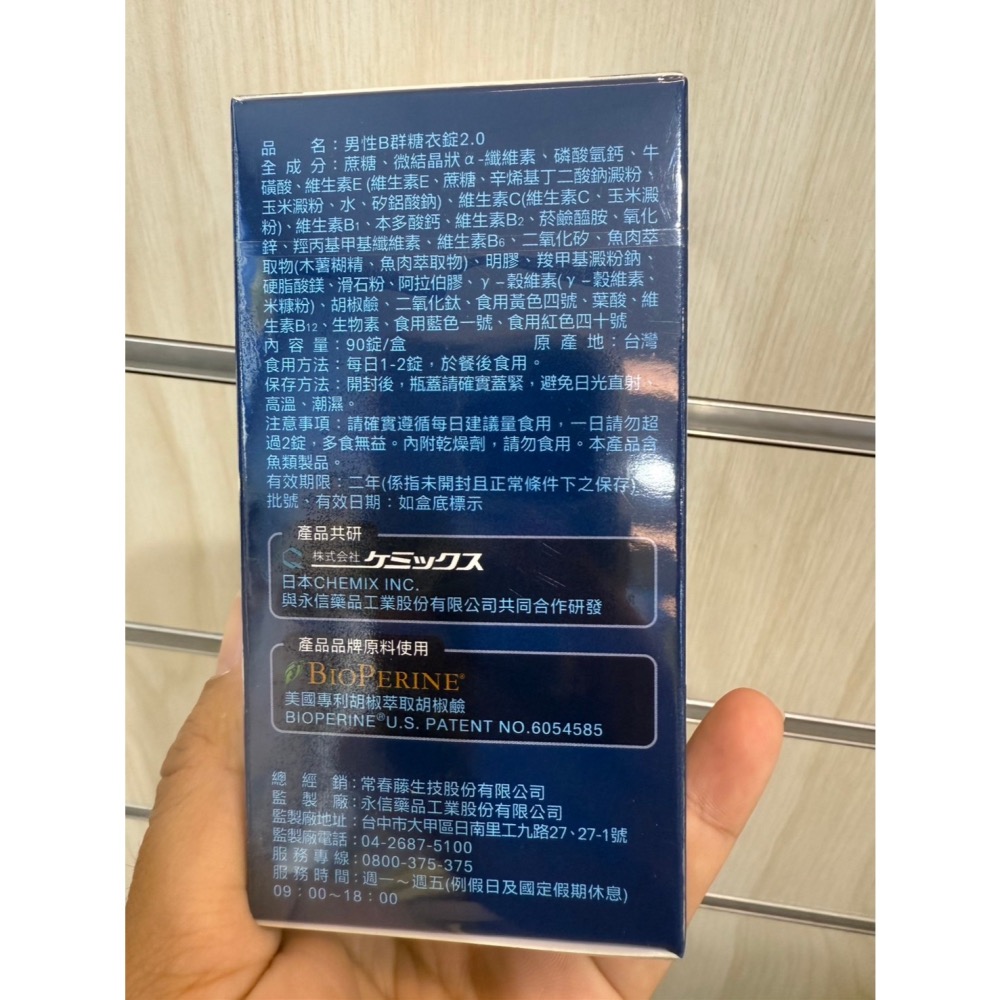 品名：男性B群糖衣錠2.0
全成分：蔗糖、微結晶狀α-纖維素、磷酸氫鈣、牛
磺酸、維生素E(維生素E、蔗糖、辛烯基丁二酸鈉澱粉、
玉米澱粉、水、矽鋁酸鈉)、維生素C(維生素C、玉米澱
粉)、維生素B1、本多酸鈣、維生素B2、菸鹼醯胺、氧化
鋅、羥丙基甲基纖維素、維生素B6、二氧化矽、魚肉萃
取物(木薯糊精、魚肉萃取物)、明膠、羧甲基澱粉鈉、
硬脂酸鎂、滑石粉、阿拉伯膠、γ-穀維素(γ-穀維素、
米糠粉)、胡椒鹼、二氧化鈦、食用黃色四號、葉酸、維
生素B12、生物素、食用藍色一號、食用紅色四十號
內容量：90錠/盒 原產地：台灣
食用方法：每日1-2錠，於餐後食用。
保存方法：開封後，瓶蓋請確實蓋緊，避免日光直射、
高溫、潮濕。
注意事項：請確實遵循每日建議量食用，一日請勿超
過2錠，多食無益。內附乾燥劑，請勿食用。本產品含
魚類製品。
有效期限：二年(係指未開封且正常條件下之保存)
批號、有效日期：如盒底標示
產品共研
株式会社ケミックス
日本CHEMIX INC.
與永信藥品工業股份有限公司共同合作研發
產品品牌原料使用
BIOPERINE®
美國專利胡椒萃取胡椒鹼
BIOPERINE®U.S. PATENT NO.6054585
總經銷：常春藤生技股份有限公司
監製廠：永信藥品工業股份有限公司
監製廠地址：台中市大甲區日南里工九路27、27-1號
監製廠電話：04-2687-5100
服務專線：0800-375-375
服務時間：週一～週五(例假日及國定假期休息)
09：00～18：00